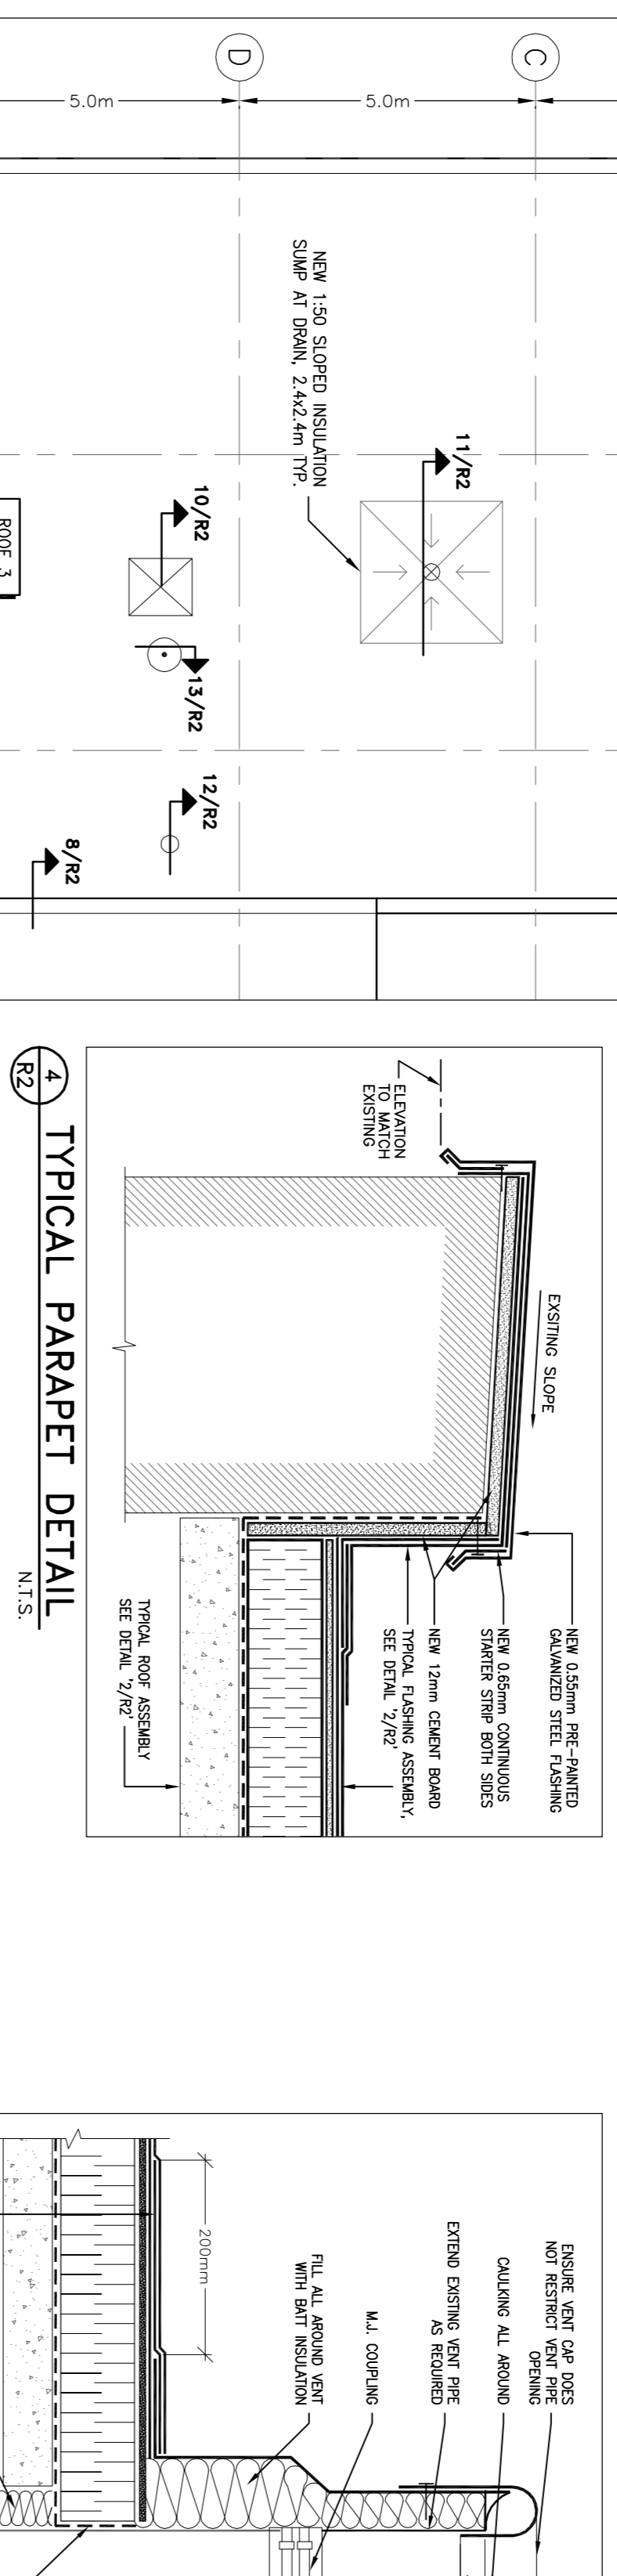 D
C
5.0m
5.0m
NEW 1:50 SLOPED INSULATION
SUMP AT DRAIN, 2.4x2.4m TYP.
11/R2
10/R2
ROOF 3
13/R2
12/R2
8/R2
ELEVATION
TO MATCH
EXISTING
EXSITING SLOPE
NEW 0.55mm PRE-PAINTED
GALVANIZED STEEL FLASHING
NEW 0.65mm CONTINUOUS
STARTER STRIP BOTH SIDES
NEW 12mm CEMENT BOARD
TYPICAL FLASHING ASSEMBLY,
SEE DETAIL '2/R2'
TYPICAL ROOF ASSEMBLY
SEE DETAIL '2/R2'
4
R2
TYPICAL PARAPET DETAIL
N.T.S.
ENSURE VENT CAP DOES
NOT RESTRICT VENT PIPE
OPENING
CAULKING ALL AROUND
EXTEND EXISTING VENT PIPE
AS REQUIRED
M.J. COUPLING
FILL ALL AROUND VENT
WITH BATT INSULATION
200mm